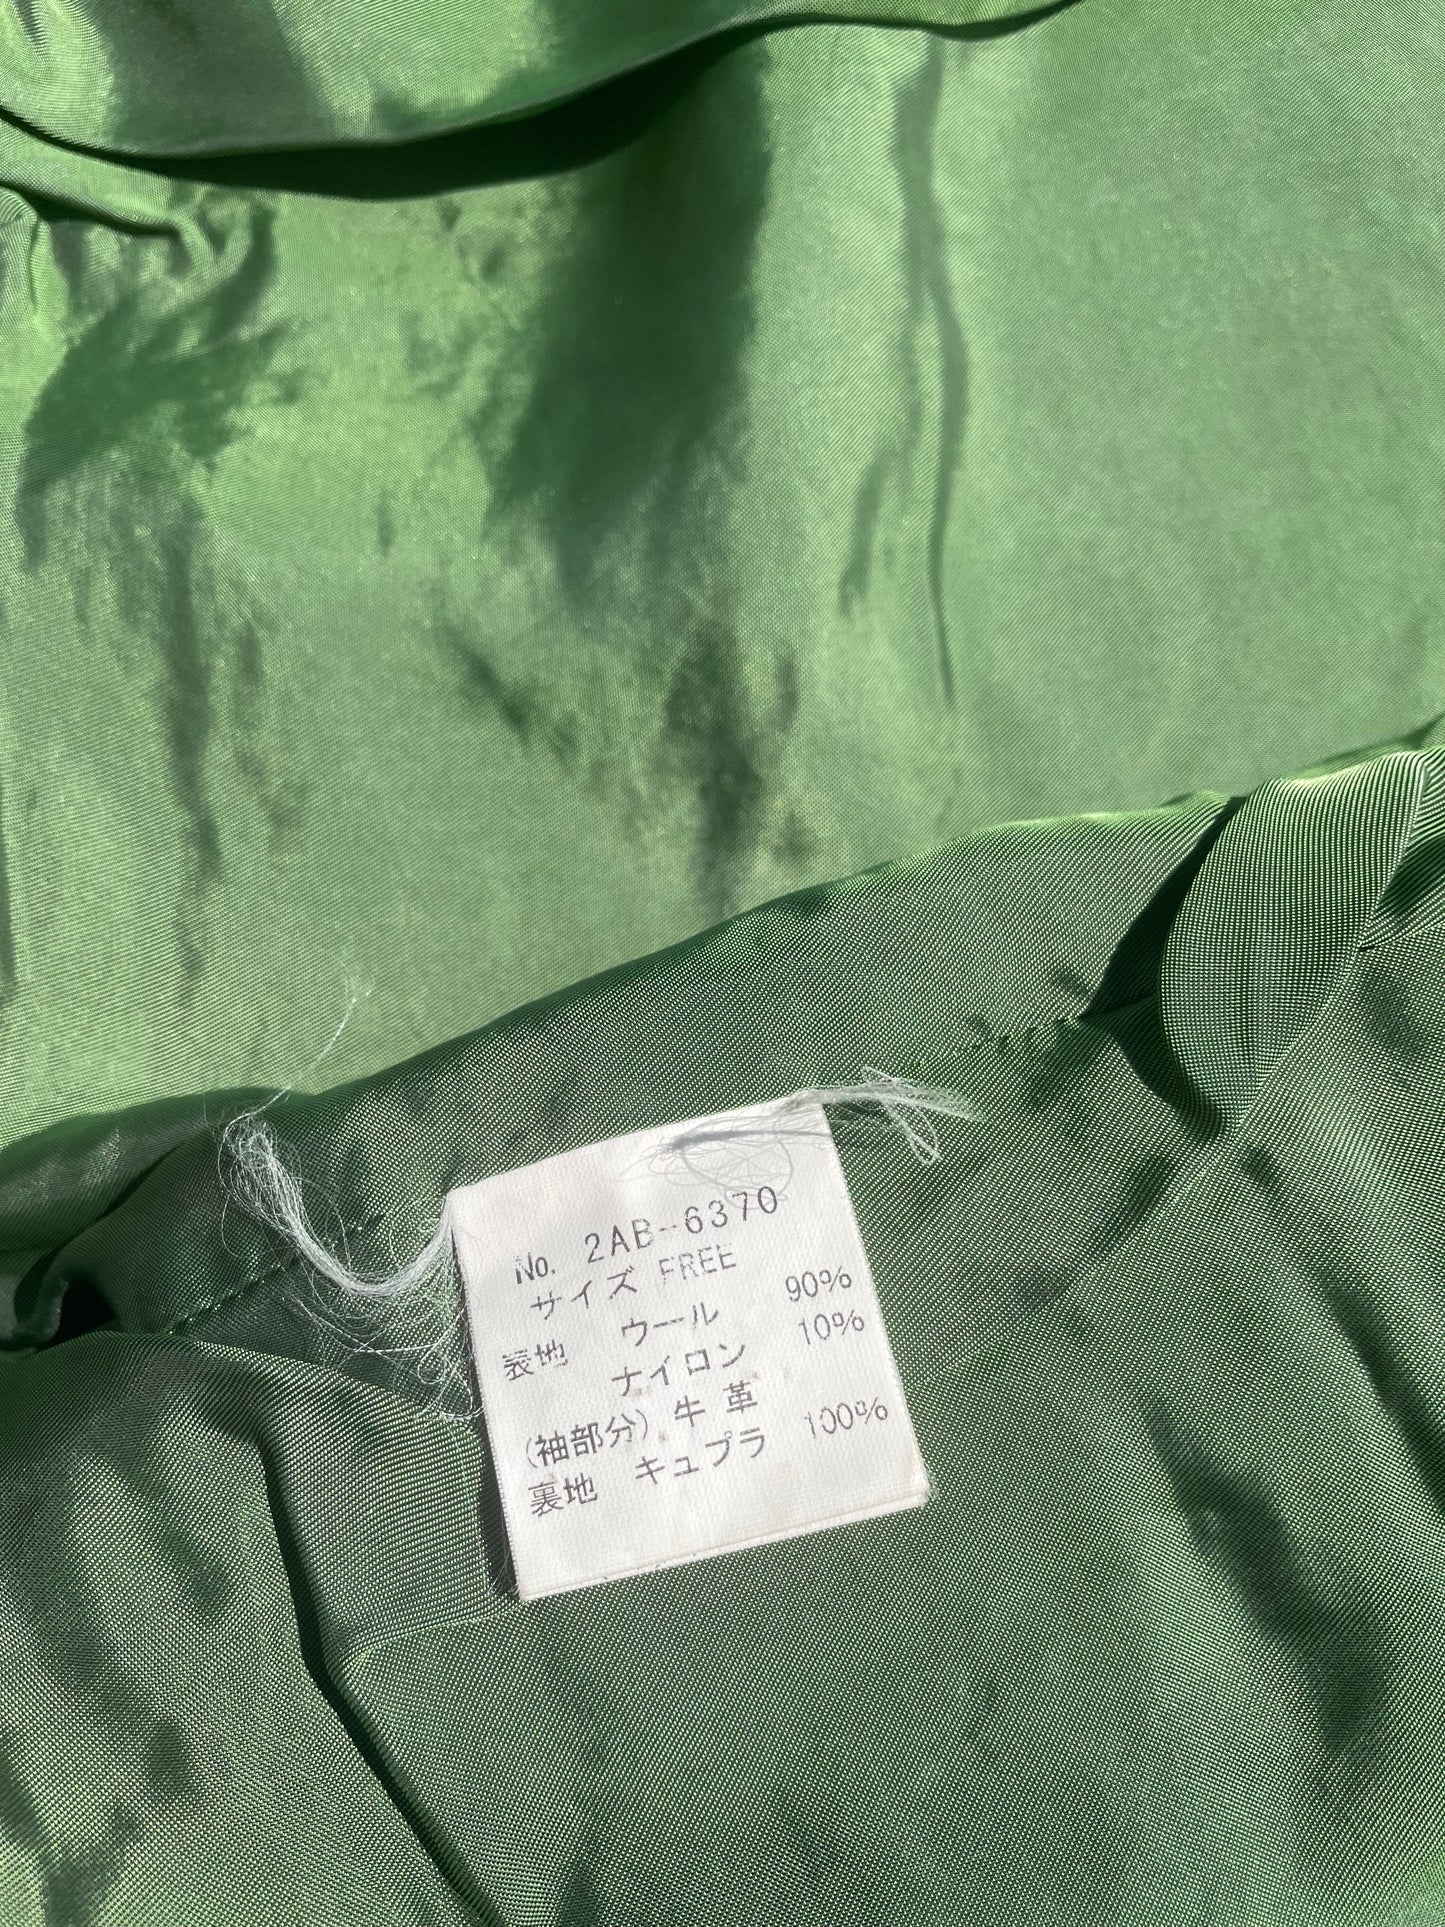 No. 2AB-6370
サイズ FREE
表地 ウール 90%
ナイロン 10%
(袖部分) 牛革
裏地 キュプラ 100%